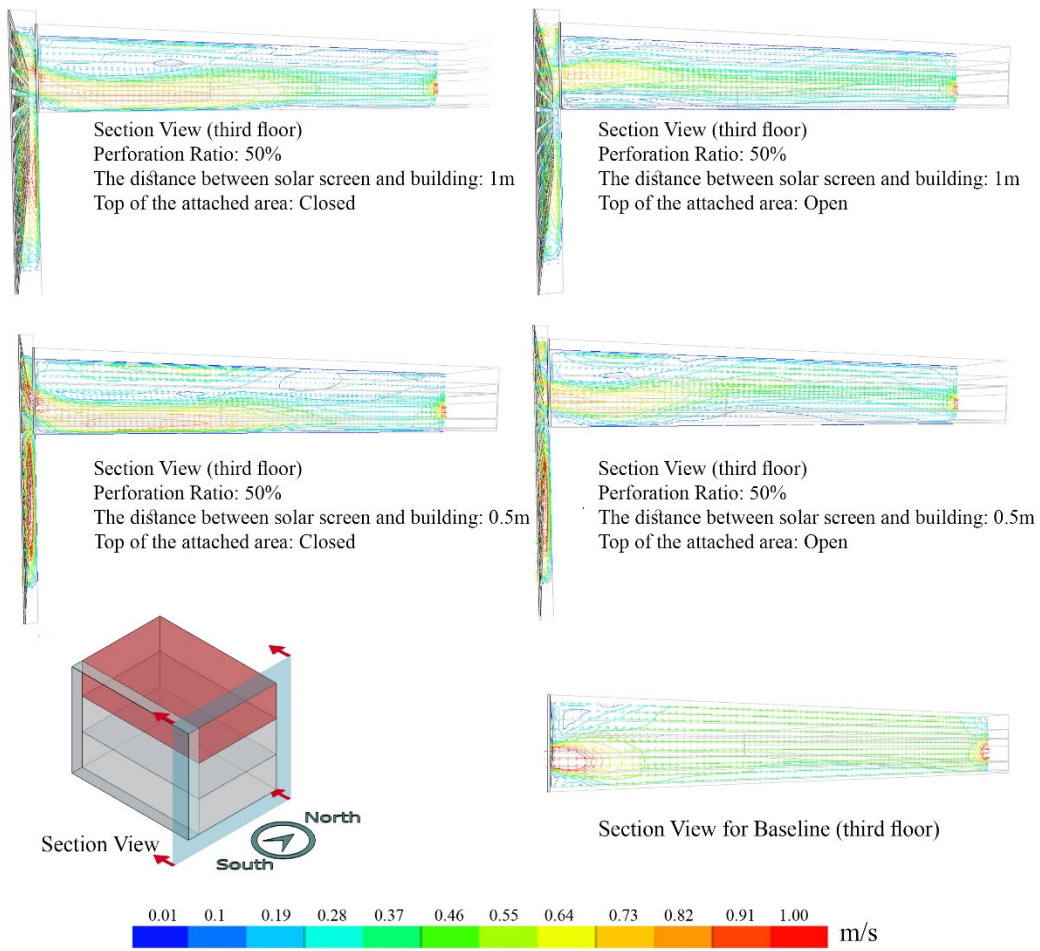 Section View (third floor)
Perforation Ratio: 50%
The distance between solar screen and building: 1m
Top of the attached area: Closed
Section View (third floor)
Perforation Ratio: 50%
The distance between solar screen and building: 1m
Top of the attached area: Open
Section View (third floor)
Perforation Ratio: 50%
The distance between solar screen and building: 0.5m
Top of the attached area: Closed
Section View (third floor)
Perforation Ratio: 50%
The distance between solar screen and building: 0.5m
Top of the attached area: Open
Section View
North
South
Section View for Baseline (third floor)
0.01 0.1 0.19 0.28 0.37 0.46 0.55 0.64 0.73 0.82 0.91 1.00
m/s